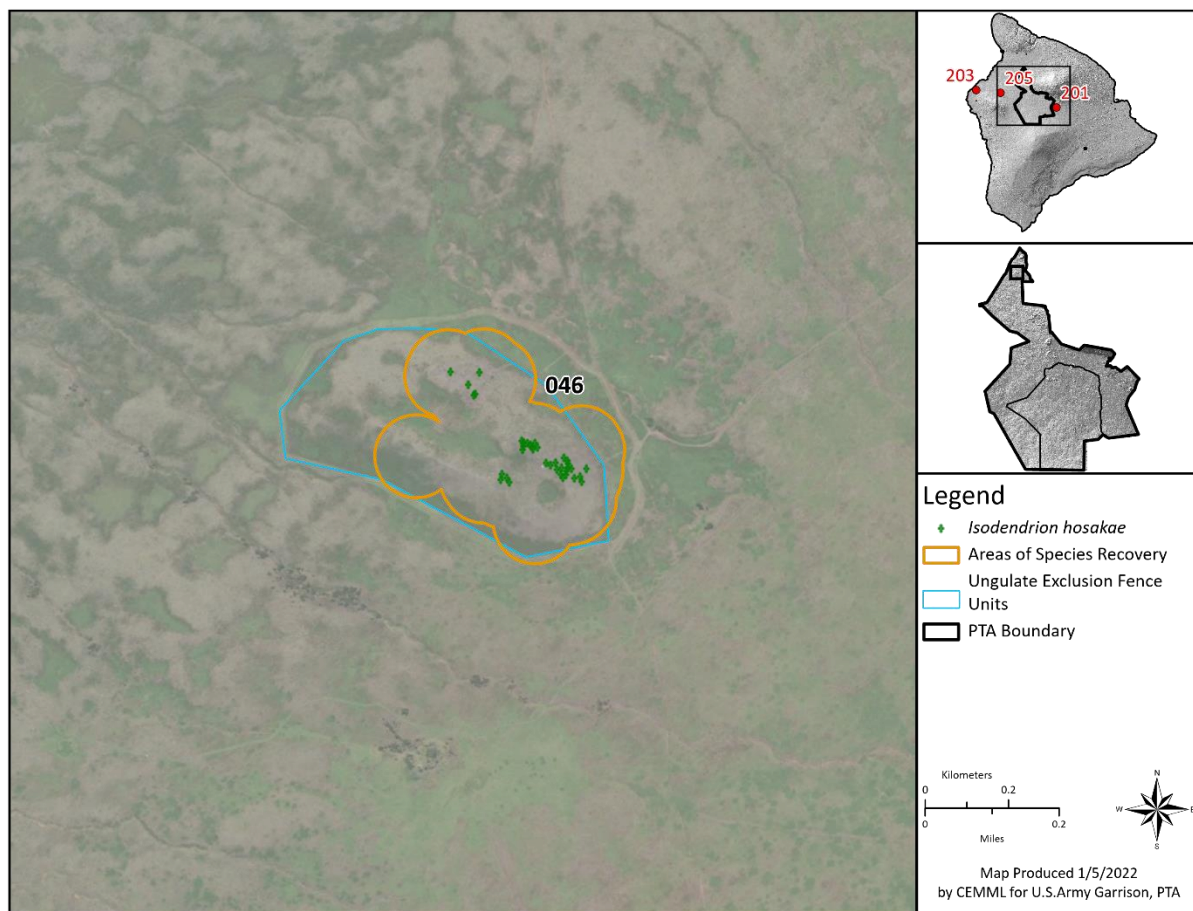 046
203
205
201
Legend
Isodendrion hosakae
Areas of Species Recovery
Ungulate Exclusion Fence
Units
PTA Boundary
Kilometers
0 0.2
0 0.2
Miles
N
W E
S
Map Produced 1/5/2022
by CEMML for U.S.Army Garrison, PTA